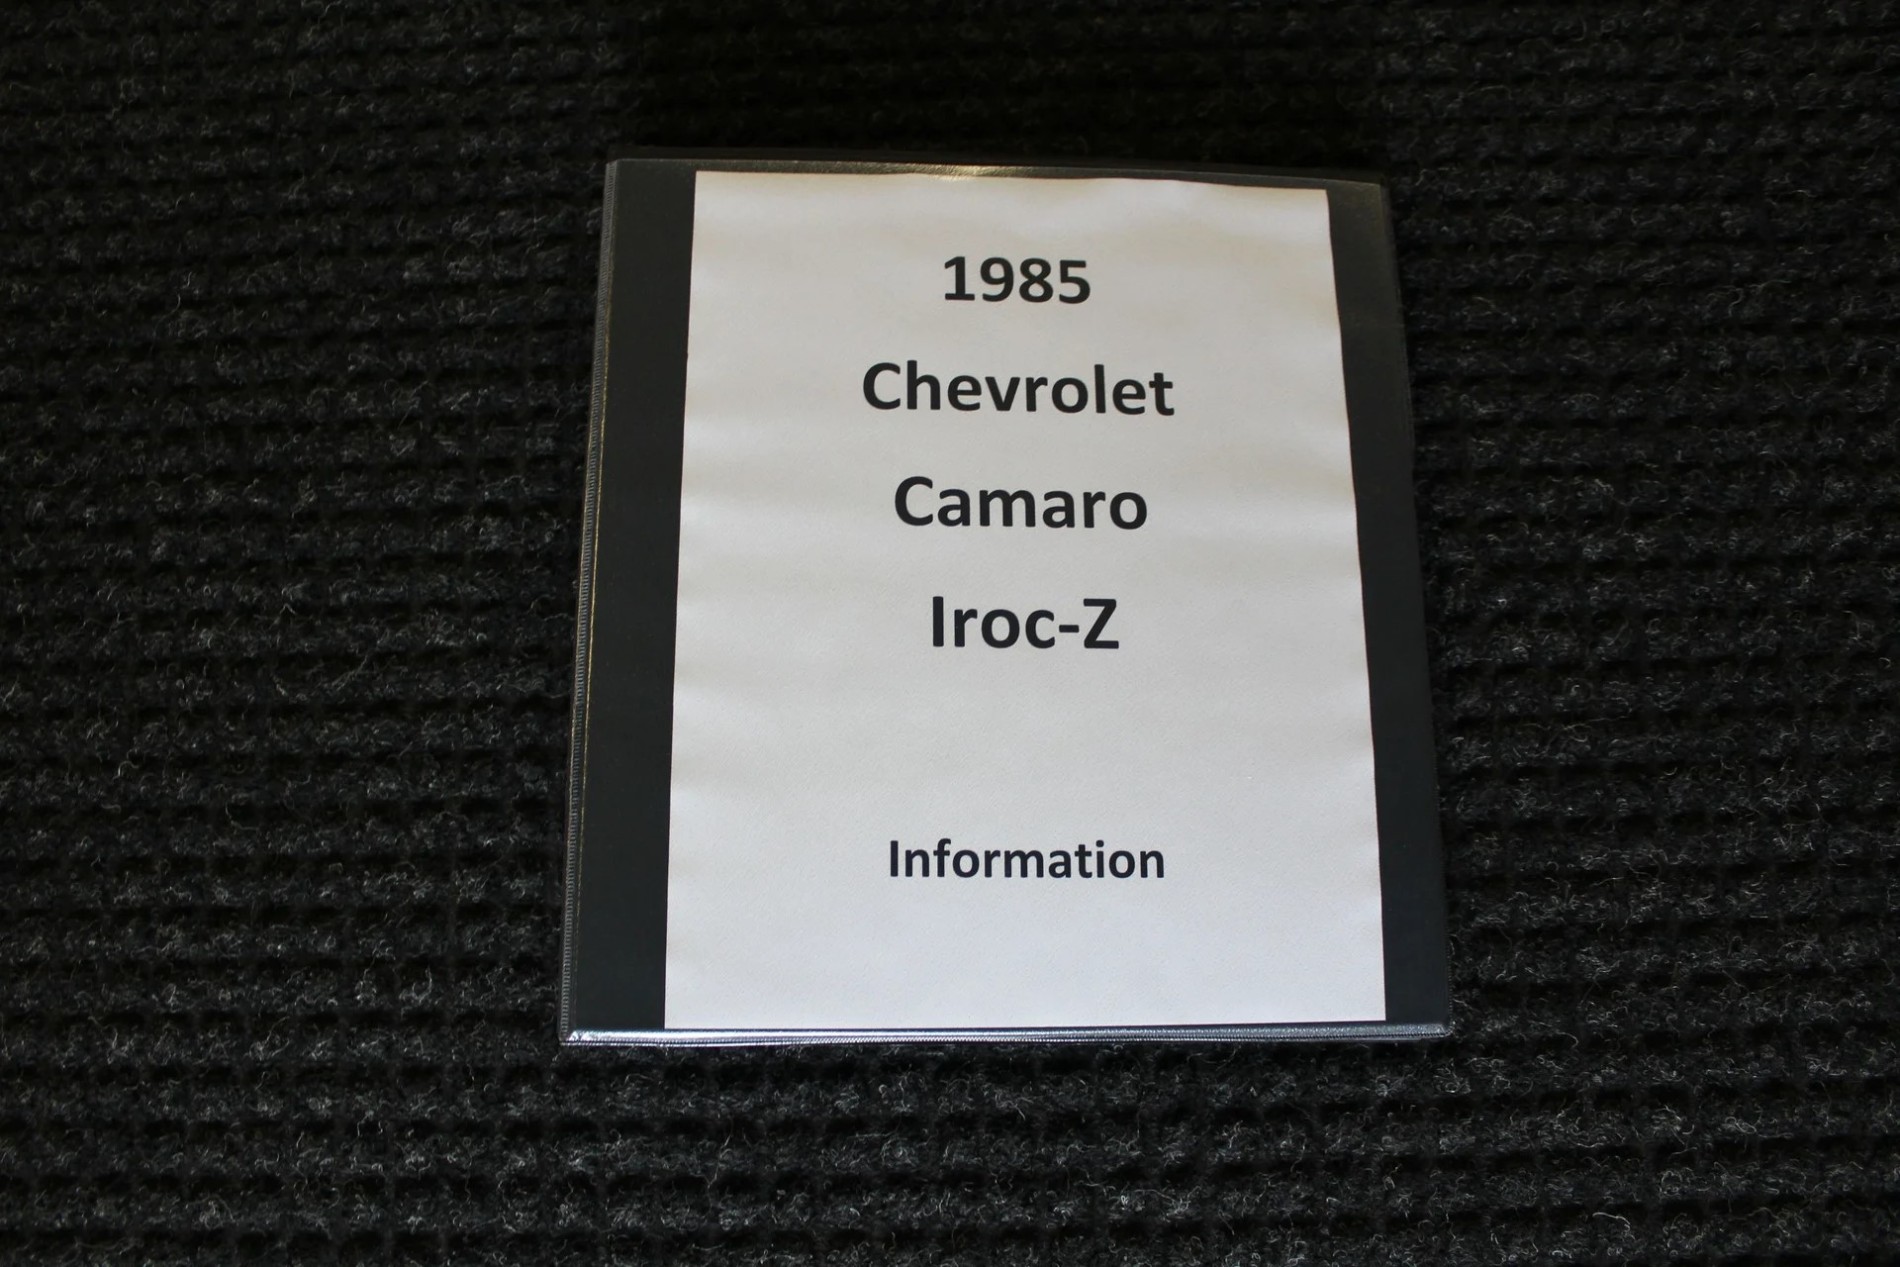 1985
Chevrolet
Camaro
Iroc-Z
Information